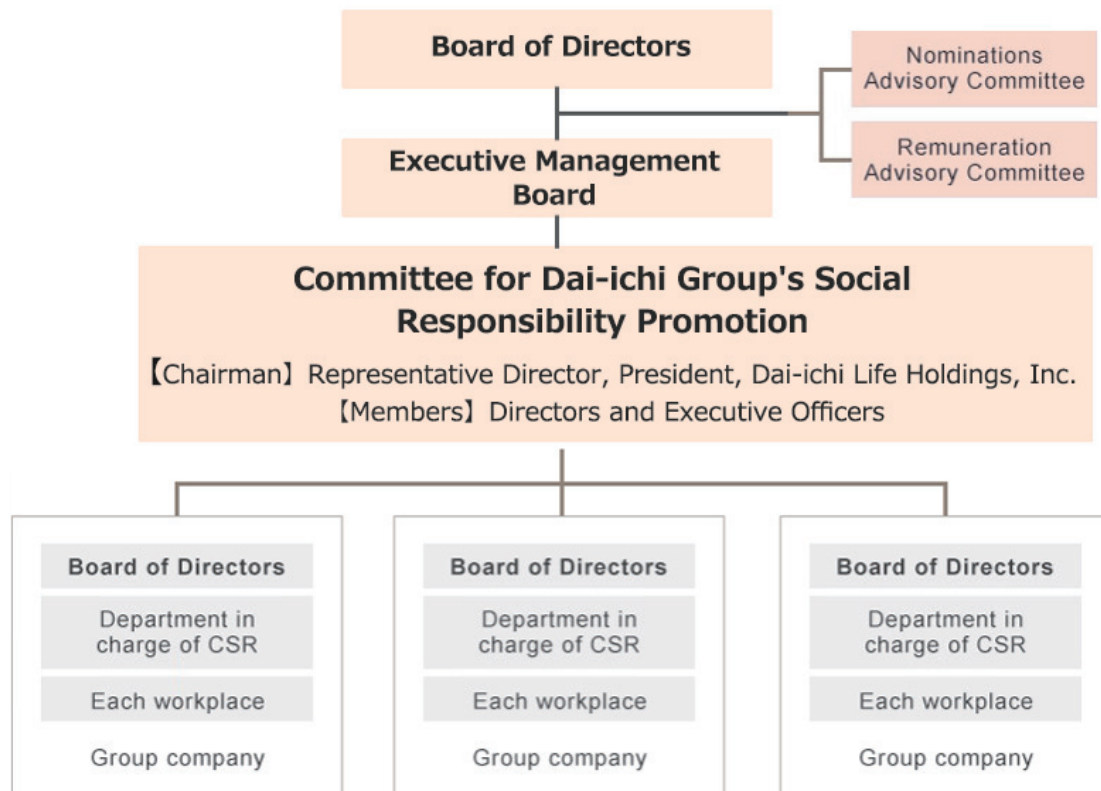 Board of Directors
Nominations
Advisory Committee
Remuneration
Advisory Committee
Executive Management
Board
Committee for Dai-ichi Group's Social
Responsibility Promotion
【Chairman】Representative Director, President, Dai-ichi Life Holdings, Inc.
【Members】Directors and Executive Officers
Board of Directors
Department in
charge of CSR
Each workplace
Group company
Board of Directors
Department in
charge of CSR
Each workplace
Group company
Board of Directors
Department in
charge of CSR
Each workplace
Group company